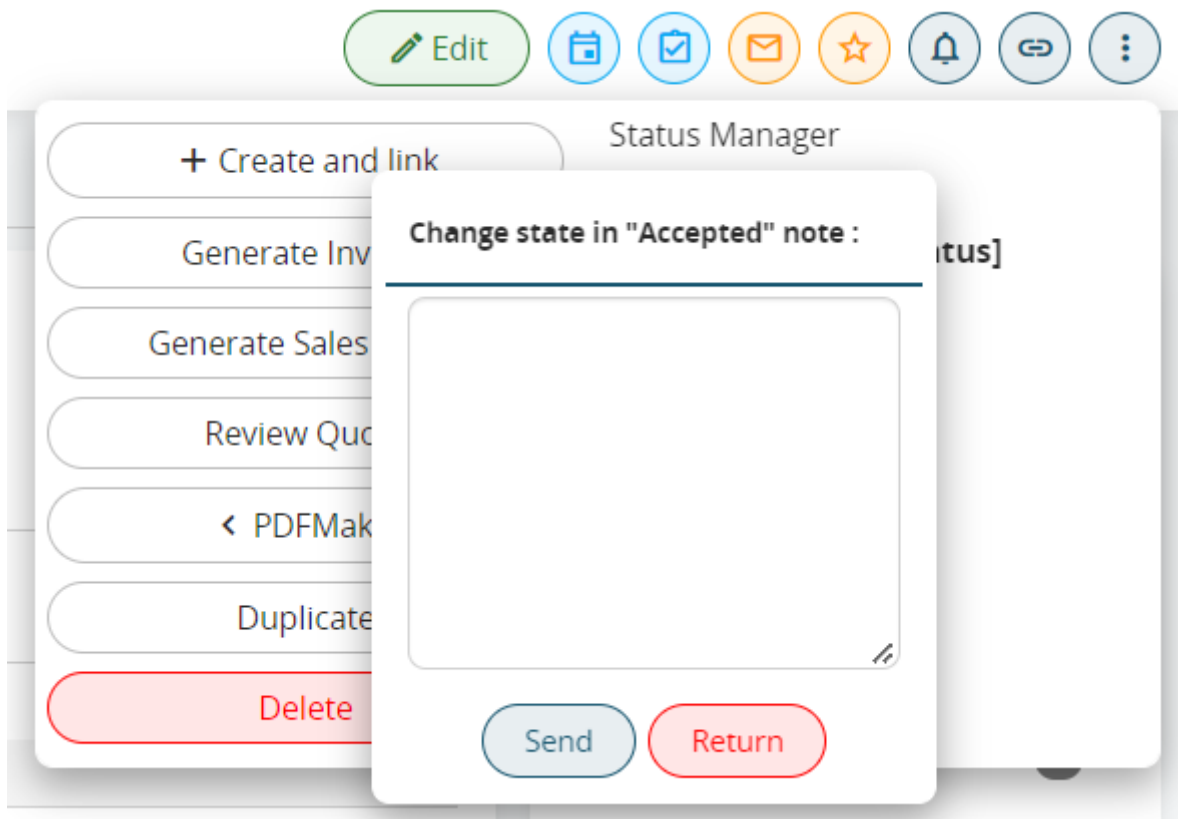 Edit
+ Create and link
Status Manager
Change state in "Accepted" note :
Generate Inv
tus]
Generate Sales
Review Quo
< PDFMak
Duplicate
Delete
Send
Return